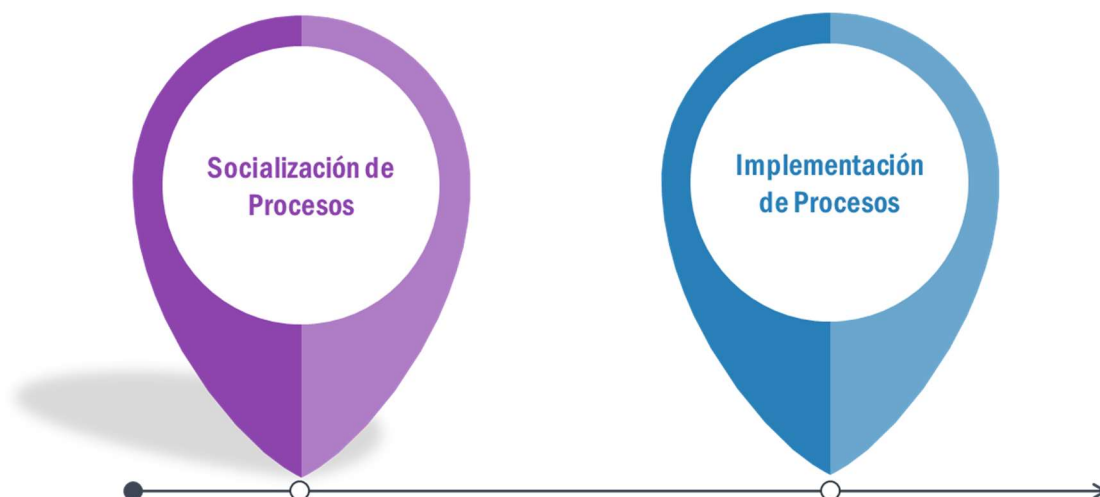 Socialización de
Procesos
Implementación
de Procesos